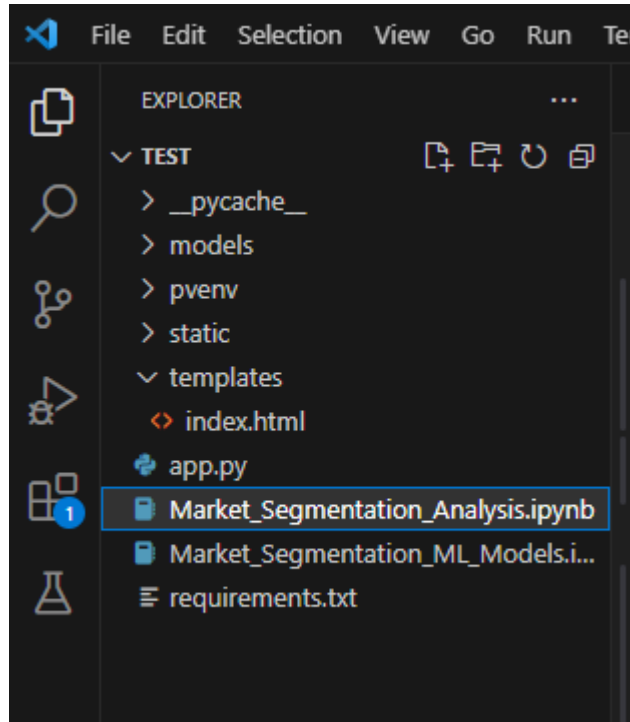 File Edit Selection View Go Run Te
EXPLORER ...
TEST
__pycache__
models
pvenv
static
templates
<> index.html
app.py
1
Market_Segmentation_Analysis.ipynb
Market_Segmentation_ML_Models.i...
requirements.txt